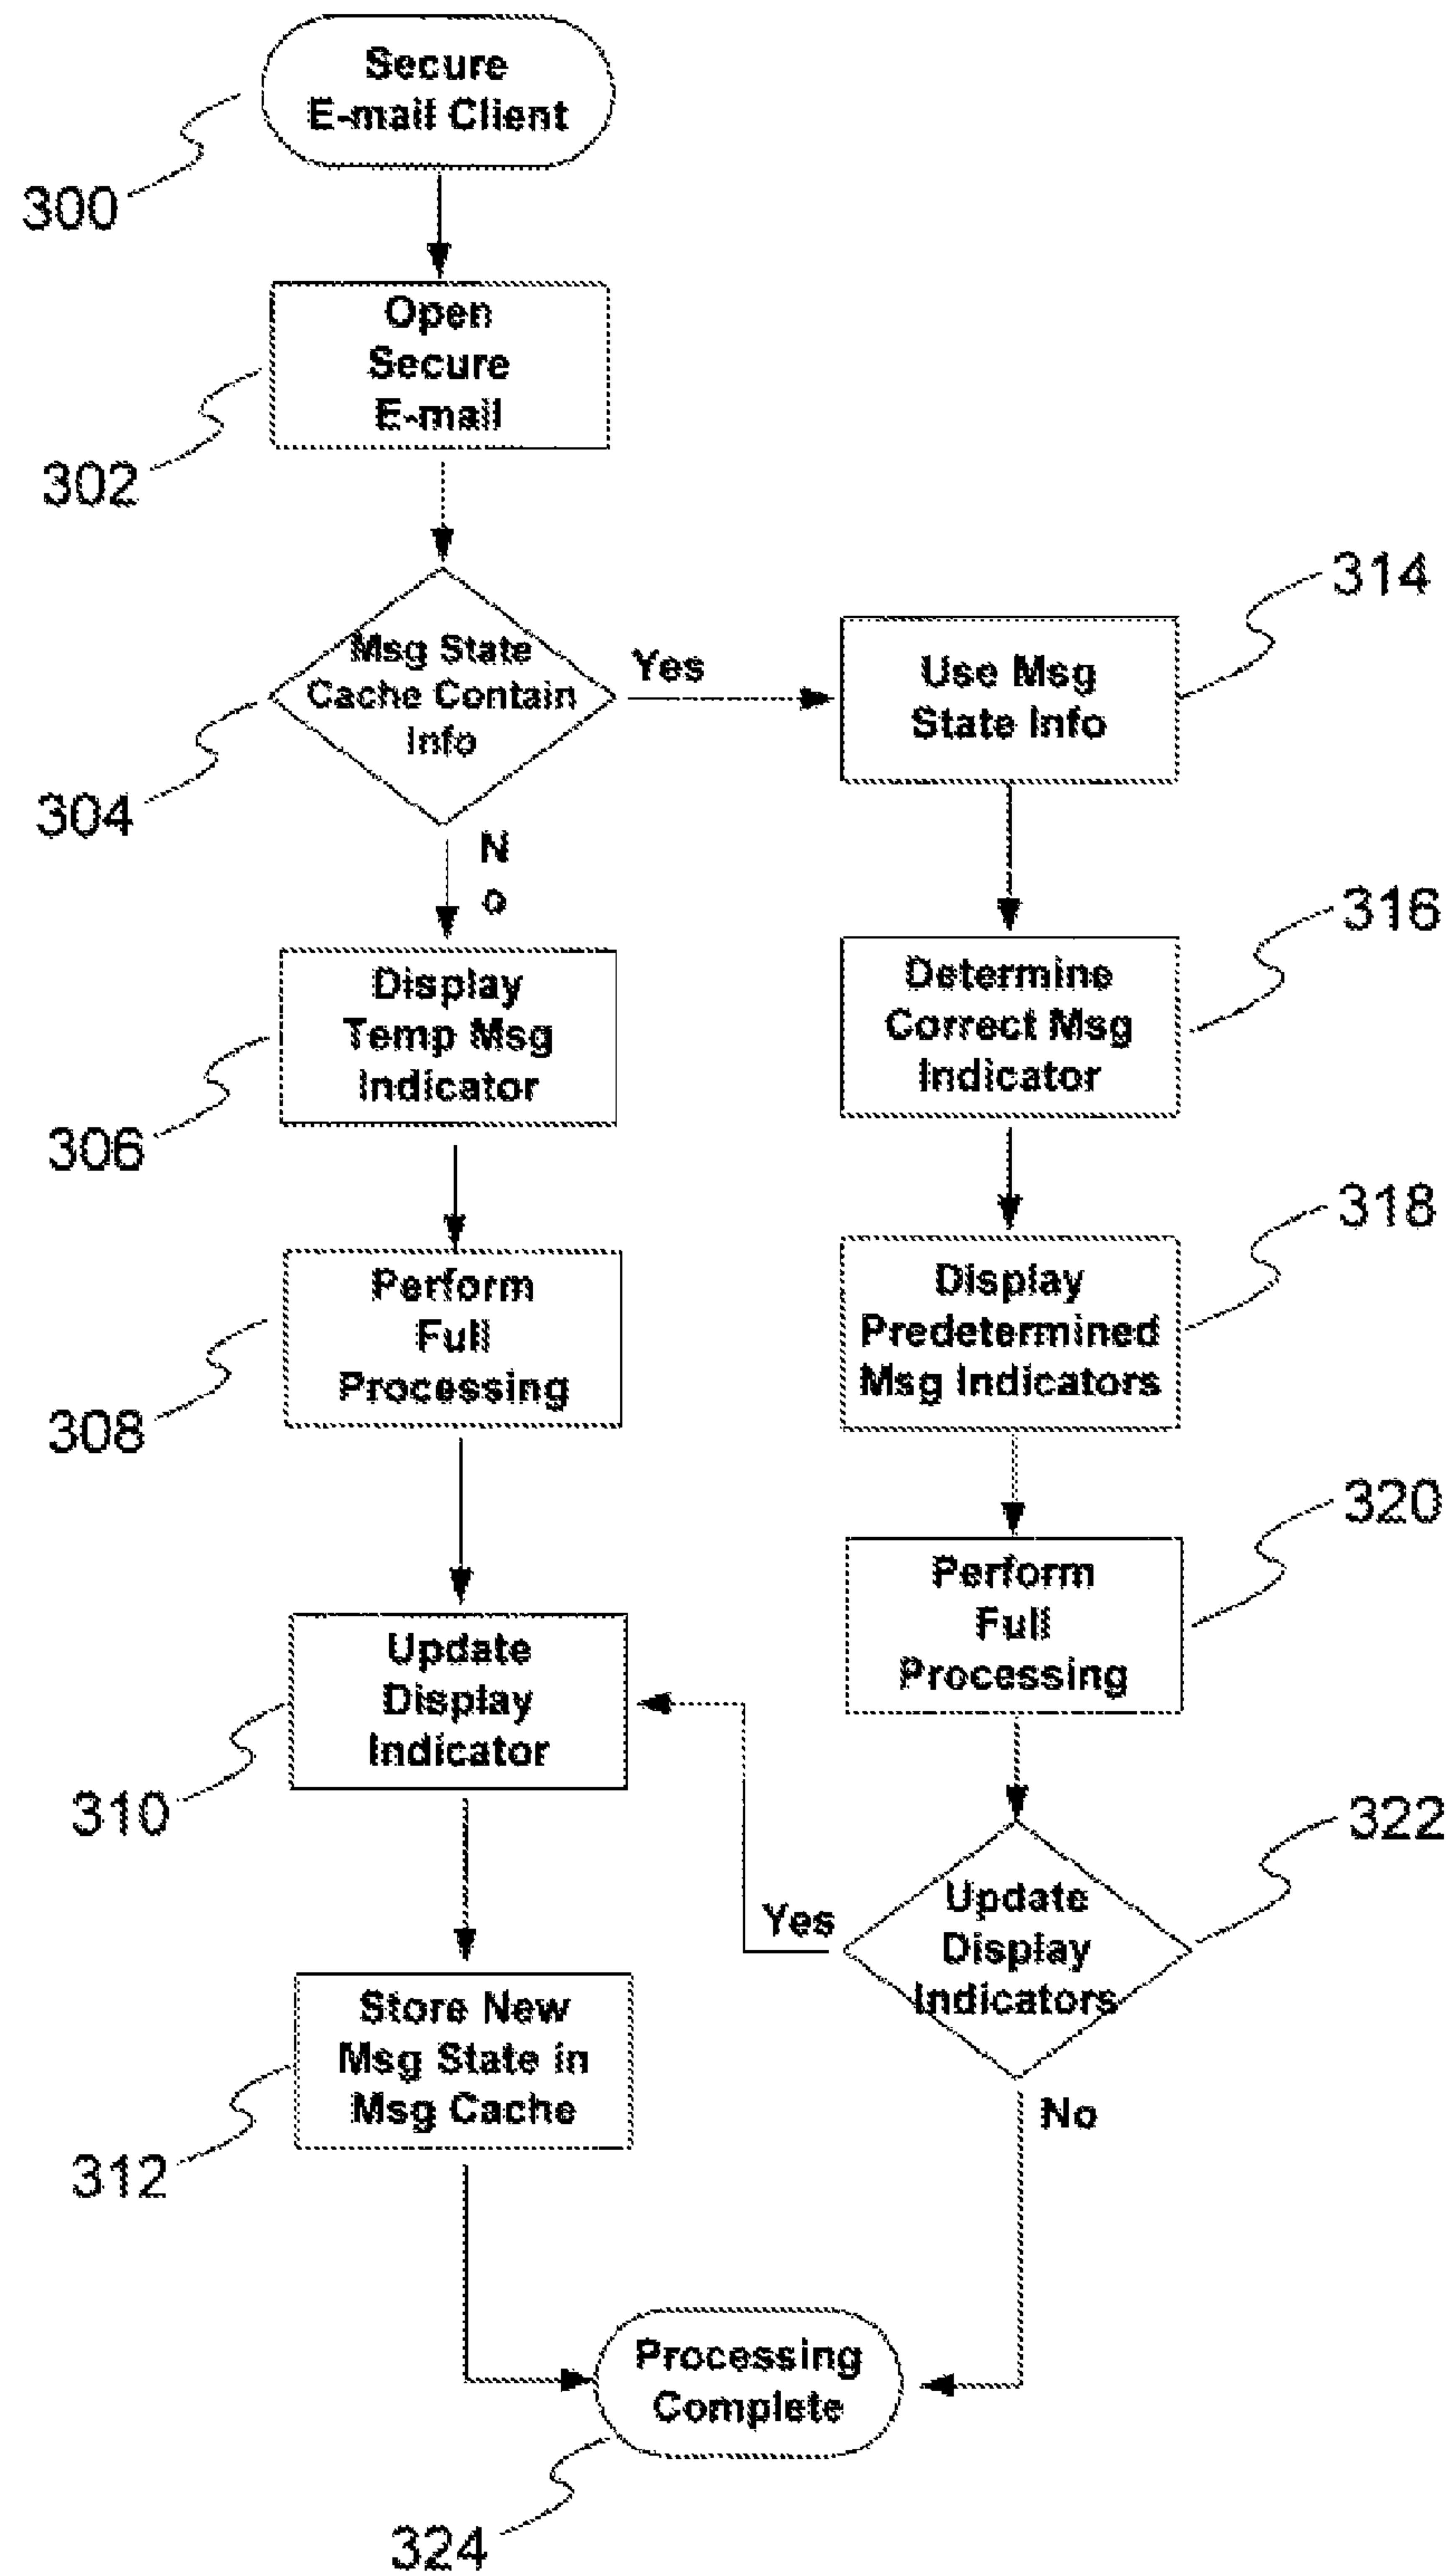 Secure
E-mail Client
300
Open
Secure
E-mail
302
Msg State
Cache Contain
Info
304
Yes
N
o
Use Msg
State Info
314
Display
Temp Msg
Indicator
306
Determine
Correct Msg
Indicator
316
Perform
Full
Processing
308
Display
Predetermined
Msg Indicators
318
Perform
Full
Processing
320
Update
Display
Indicator
310
Update
Display
Indicators
322
Yes
No
Store New
Msg State in
Msg Cache
312
Processing
Complete
324